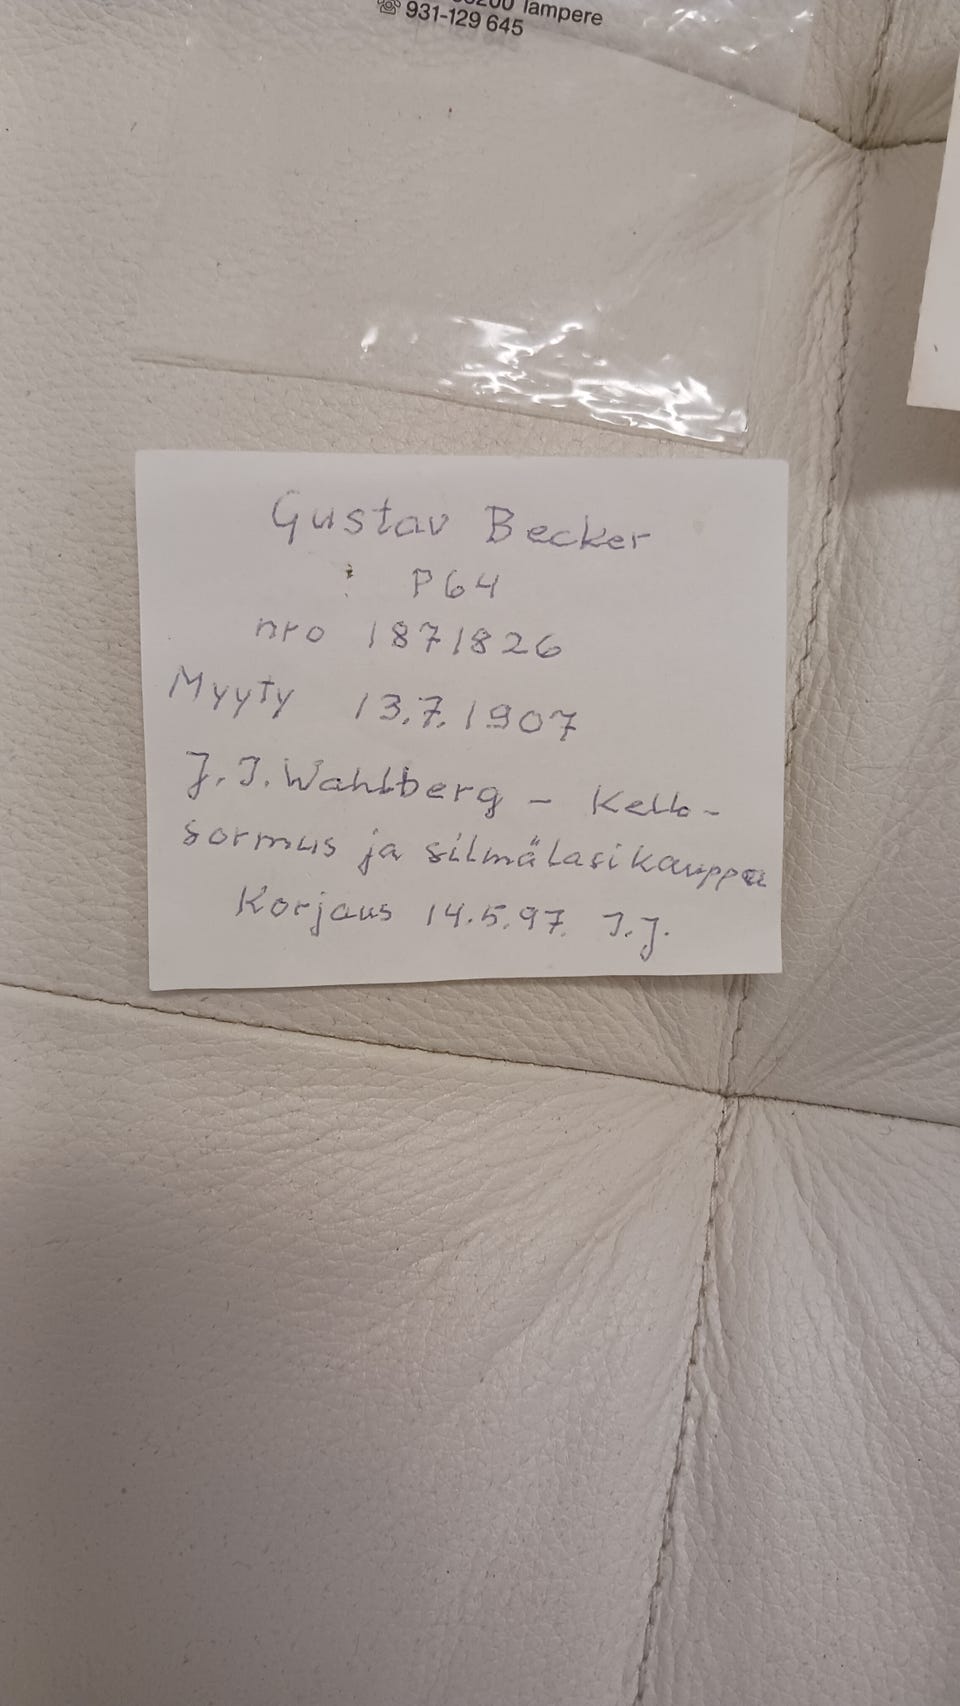 Tampere
☎ 931-129 645
Gustav Becker
P64
nro 1871826
Myyty 13.7.1907
J.J. Wahlberg - Kello-
sormus ja silmälasikauppa
Korjaus 14.5.97. J.J.